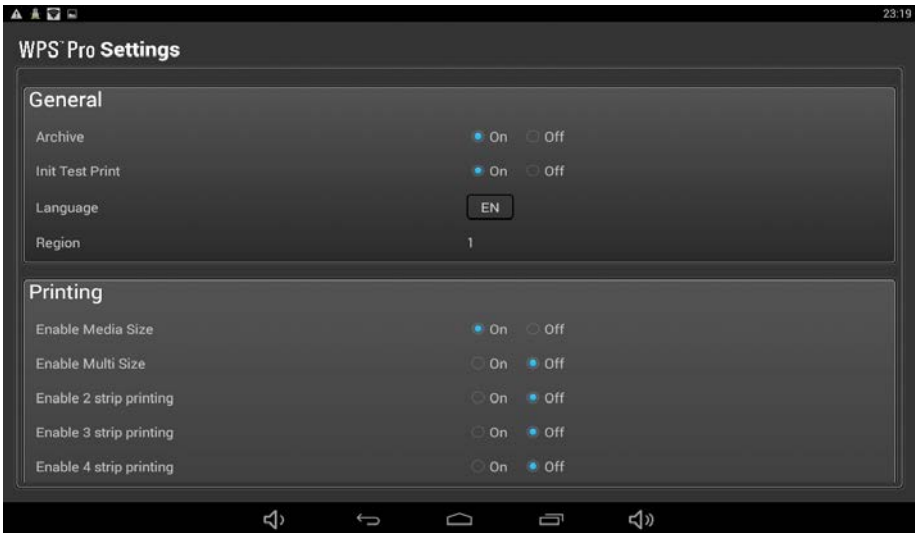 23:19
WPS™Pro Settings
General
Archive On Off
Init Test Print On Off
Language EN
Region 1
Printing
Enable Media Size On Off
Enable Multi Size On Off
Enable 2 strip printing On Off
Enable 3 strip printing On Off
Enable 4 strip printing On Off